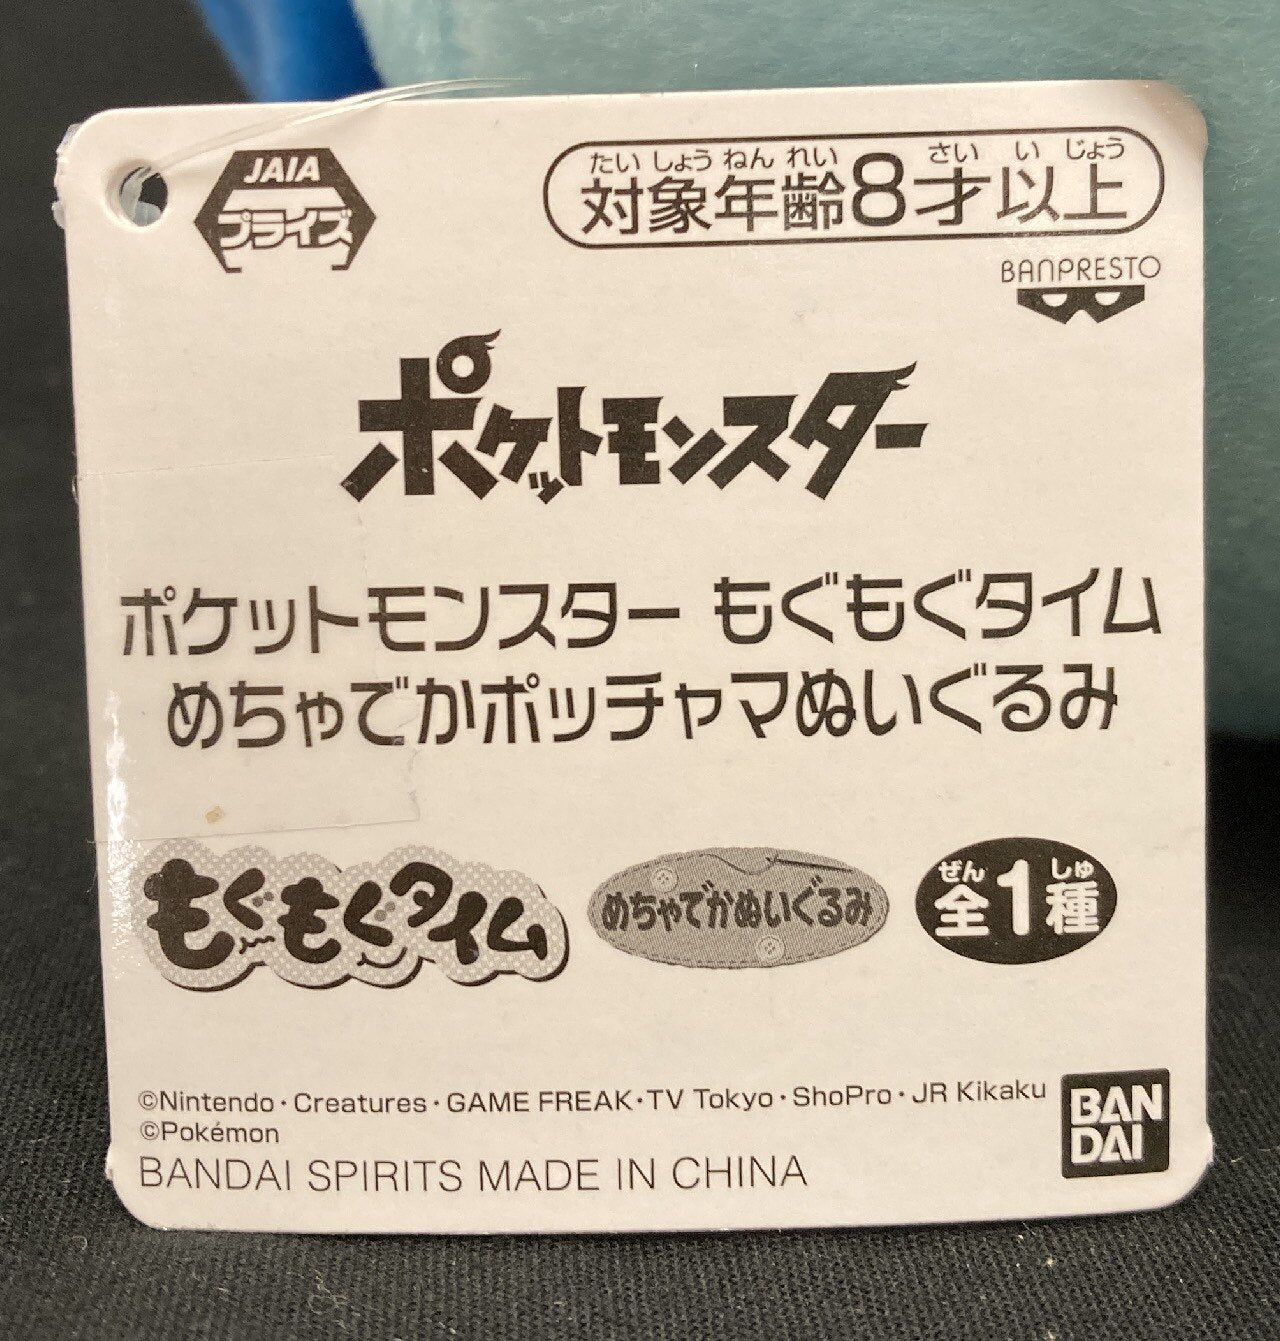 JAIA
プライズ
たいしょうねんれい さいいじょう
対象年齢8才以上
BANPRESTO
ポケットモンスター
ポケットモンスター もぐもぐタイム
めちゃでかポッチャマぬいぐるみ
もぐもぐタイム
めちゃでかぬいぐるみ
ぜん しゅ
全1種
©Nintendo・Creatures・GAME FREAK・TV Tokyo・ShoPro・JR Kikaku
©Pokémon
BANDAI SPIRITS MADE IN CHINA
BAN
DAI